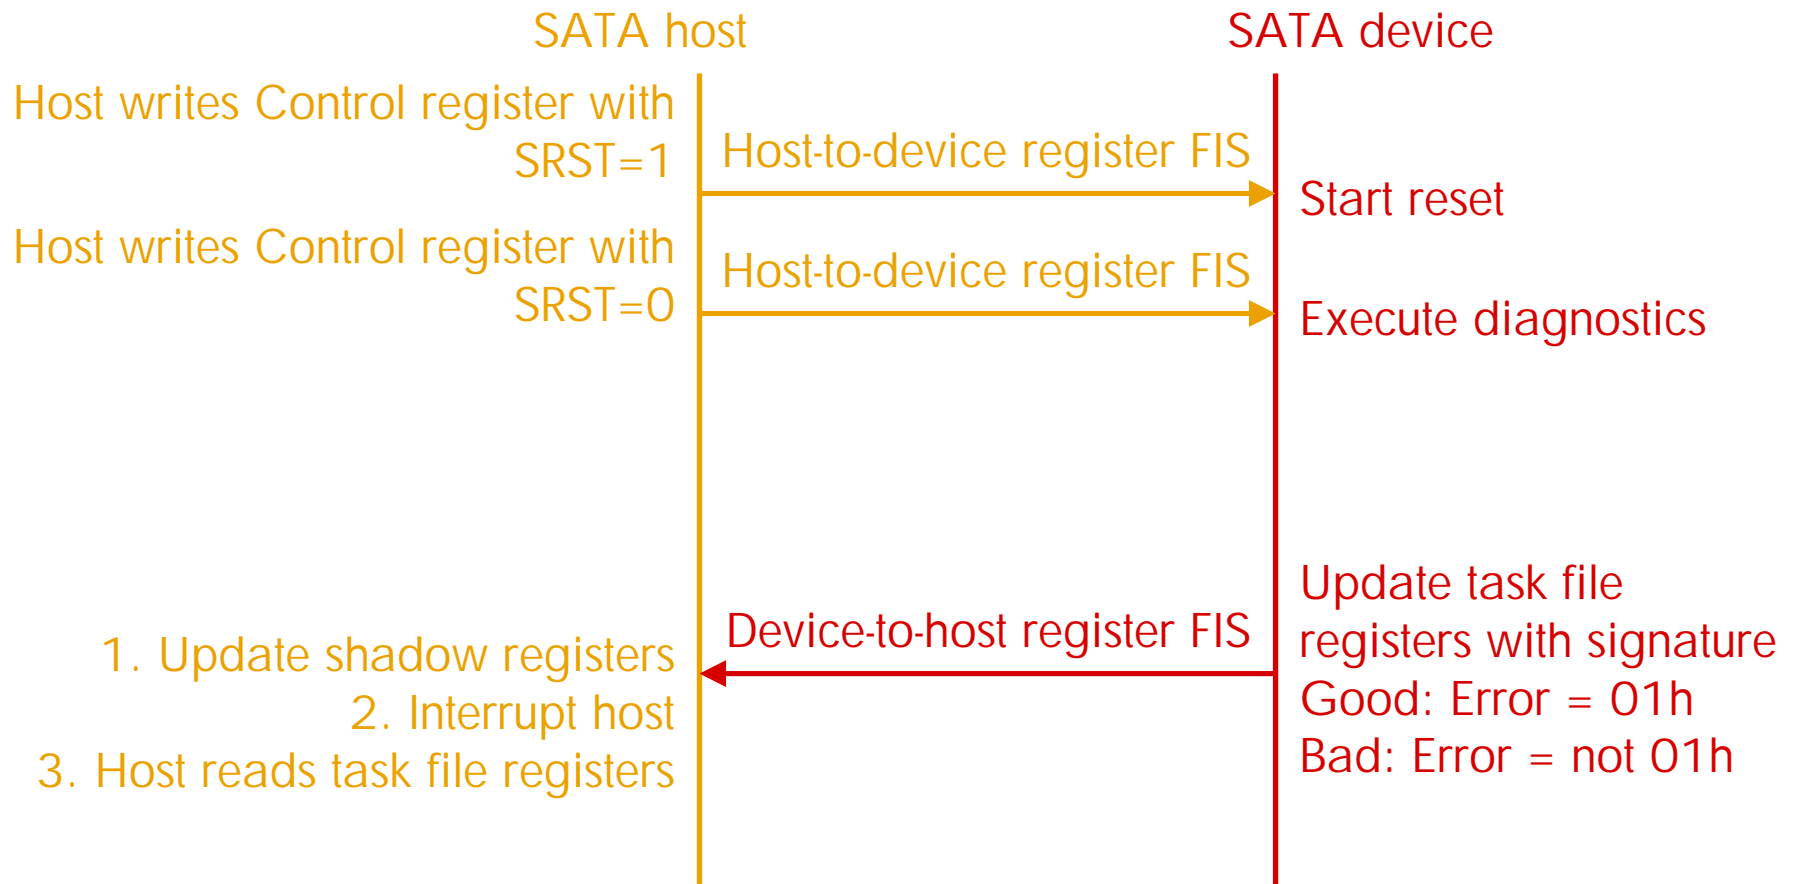 SATA host
SATA device
Host writes Control register with
SRST=1
Host-to-device register FIS
Start reset
Host writes Control register with
SRST=0
Host-to-device register FIS
Execute diagnostics
Update task file
registers with signature
Good: Error = 01h
Bad: Error = not 01h
Device-to-host register FIS
1. Update shadow registers
2. Interrupt host
3. Host reads task file registers